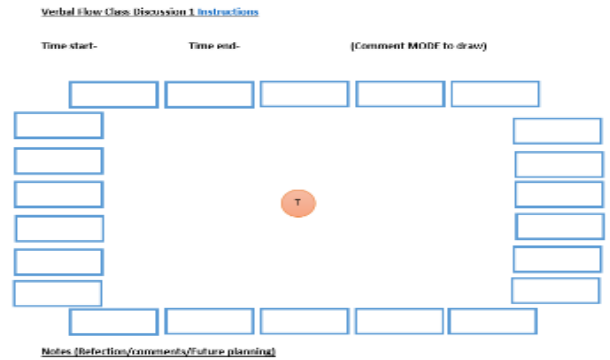 Verbal Flow Class Discussion 1 Instructions
Time start- Time end- (Comment MODE to draw)
T
Notes (Refection/comments/Future planning)